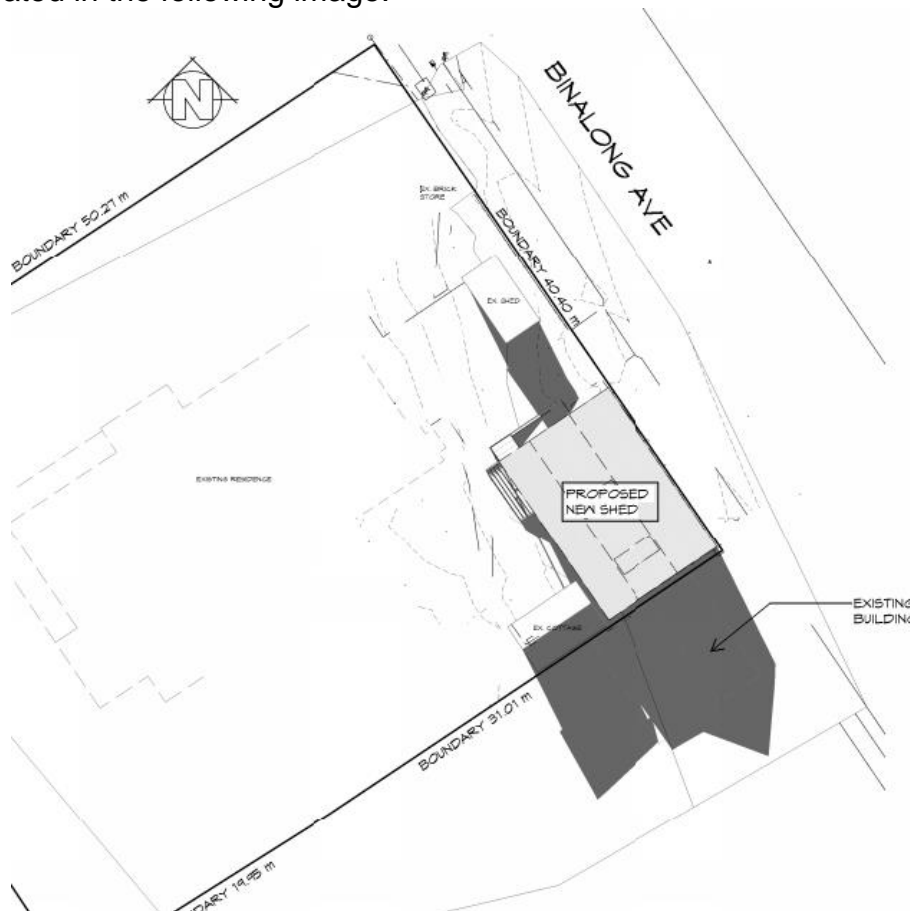 ated in the following image:
N
BINALONG AVE
BOUNDARY 50.27 m
EX. BRICK
STORE
BOUNDARY 40.40 m
EX. SHED
EXISTING RESIDENCE
PROPOSED
NEW SHED
EXISTING
BUILDING
EX. COTTAGE
BOUNDARY 31.01 m
DARY 19.95 m